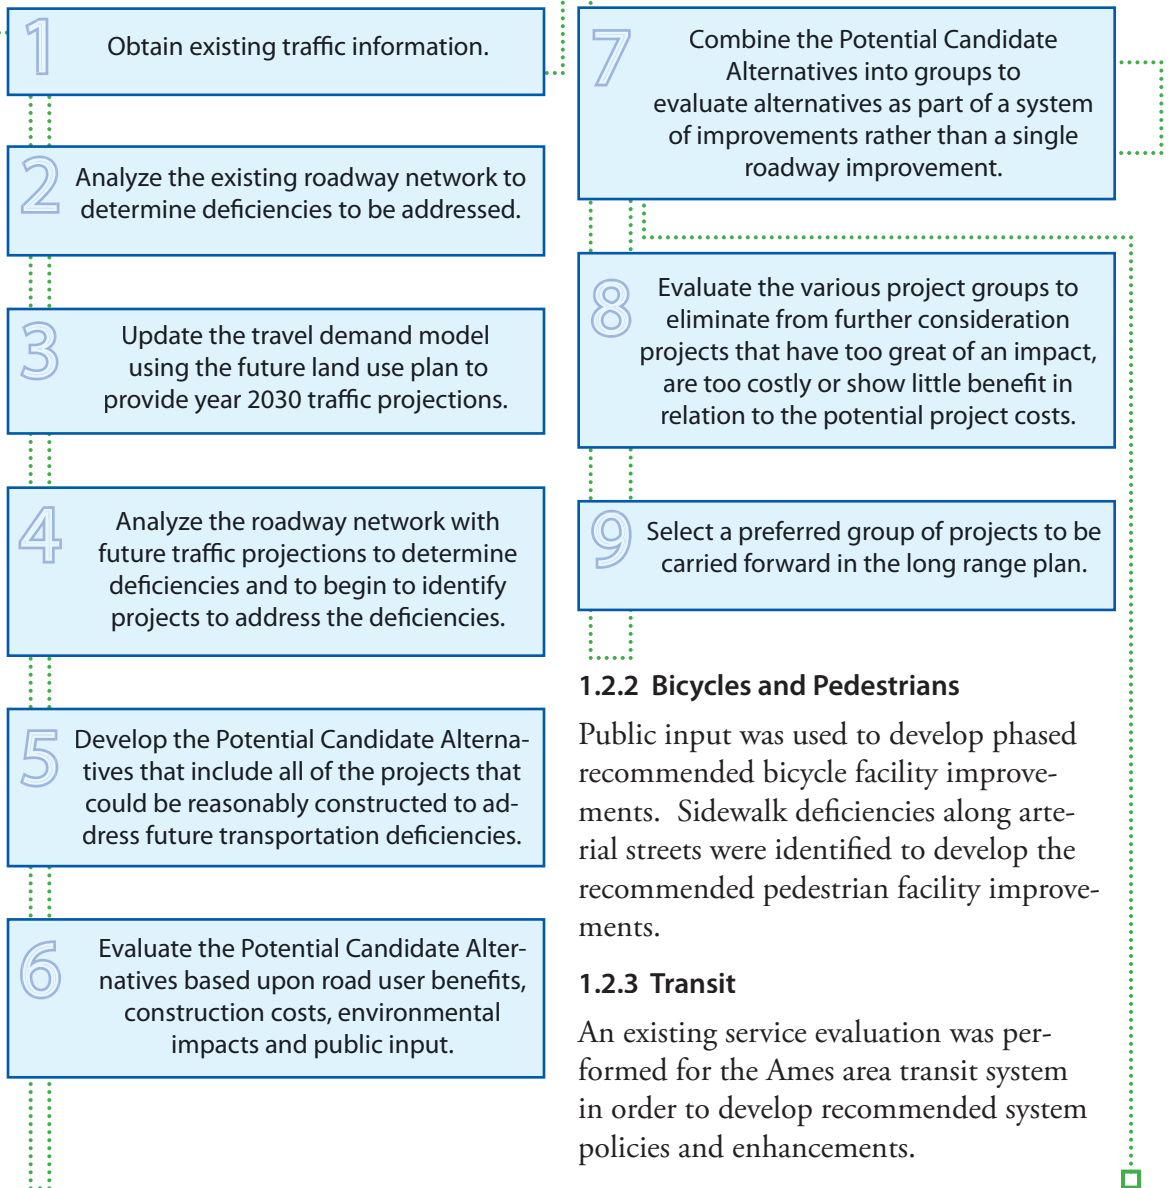 1
Obtain existing traffic information.
2
Analyze the existing roadway network to
determine deficiencies to be addressed.
3
Update the travel demand model
using the future land use plan to
provide year 2030 traffic projections.
4
Analyze the roadway network with
future traffic projections to determine
deficiencies and to begin to identify
projects to address the deficiencies.
5
Develop the Potential Candidate Alterna-
tives that include all of the projects that
could be reasonably constructed to ad-
dress future transportation deficiencies.
6
Evaluate the Potential Candidate Alter-
natives based upon road user benefits,
construction costs, environmental
impacts and public input.
7
Combine the Potential Candidate
Alternatives into groups to
evaluate alternatives as part of a system
of improvements rather than a single
roadway improvement.
8
Evaluate the various project groups to
eliminate from further consideration
projects that have too great of an impact,
are too costly or show little benefit in
relation to the potential project costs.
9
Select a preferred group of projects to be
carried forward in the long range plan.
1.2.2 Bicycles and Pedestrians
Public input was used to develop phased
recommended bicycle facility improve-
ments. Sidewalk deficiencies along arte-
rial streets were identified to develop the
recommended pedestrian facility improve-
ments.
1.2.3 Transit
An existing service evaluation was per-
formed for the Ames area transit system
in order to develop recommended system
policies and enhancements.